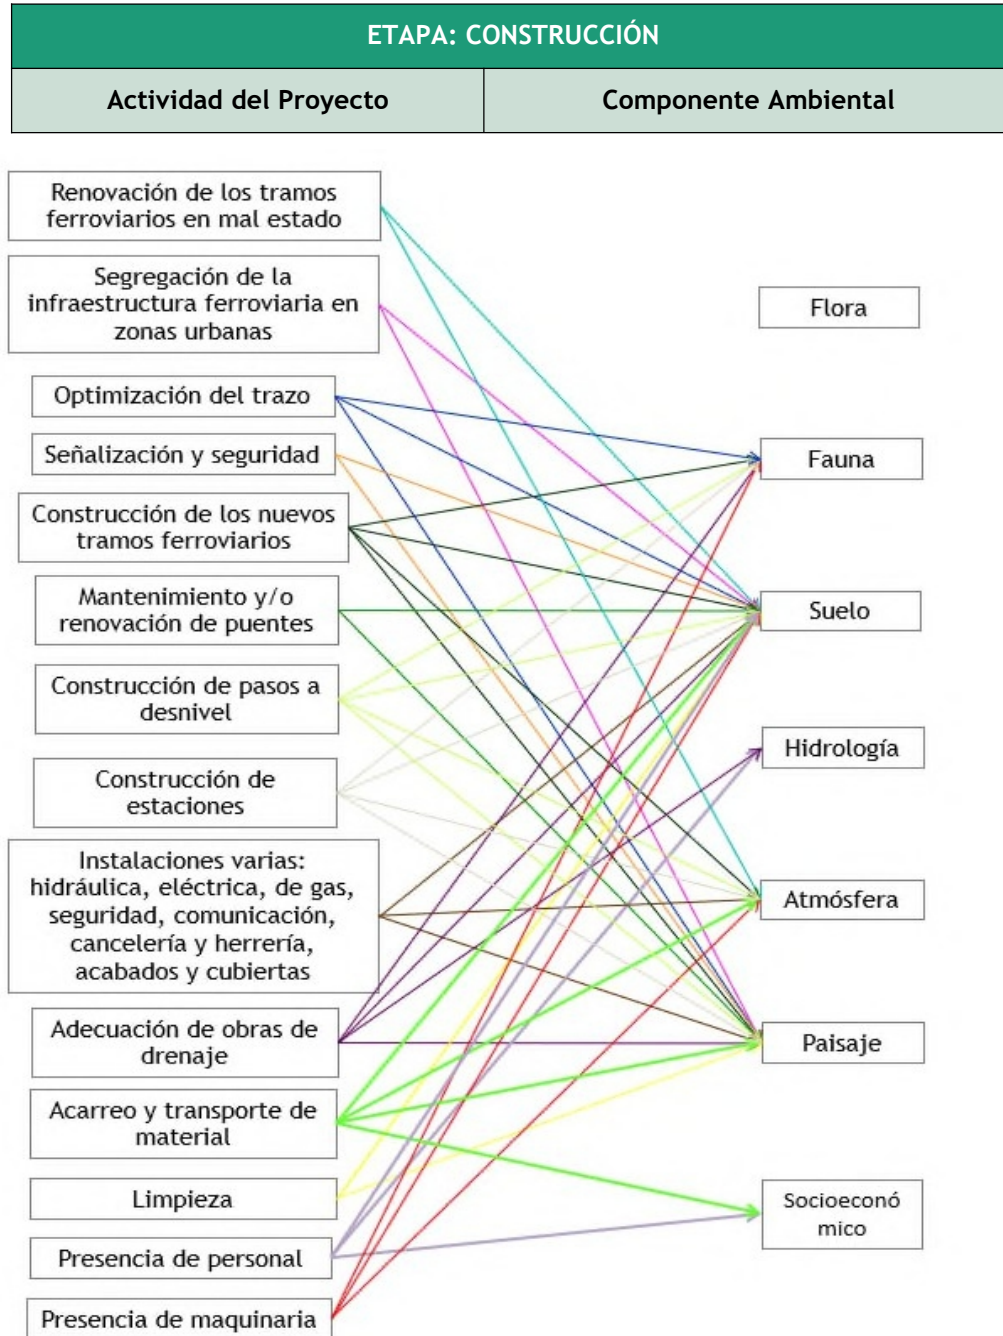 ETAPA: CONSTRUCCIÓN
Actividad del Proyecto
Componente Ambiental
Renovación de los tramos
ferroviarios en mal estado
Segregación de la
infraestructura ferroviaria en
zonas urbanas
Optimización del trazo
Señalización y seguridad
Construcción de los nuevos
tramos ferroviarios
Mantenimiento y/o
renovación de puentes
Construcción de pasos a
desnivel
Construcción de
estaciones
Instalaciones varias:
hidráulica, eléctrica, de gas,
seguridad, comunicación,
cancelería y herrería,
acabados y cubiertas
Adecuación de obras de
drenaje
Acarreo y transporte de
material
Limpieza
Presencia de personal
Presencia de maquinaria
Flora
Fauna
Suelo
Hidrología
Atmósfera
Paisaje
Socioeconó
mico